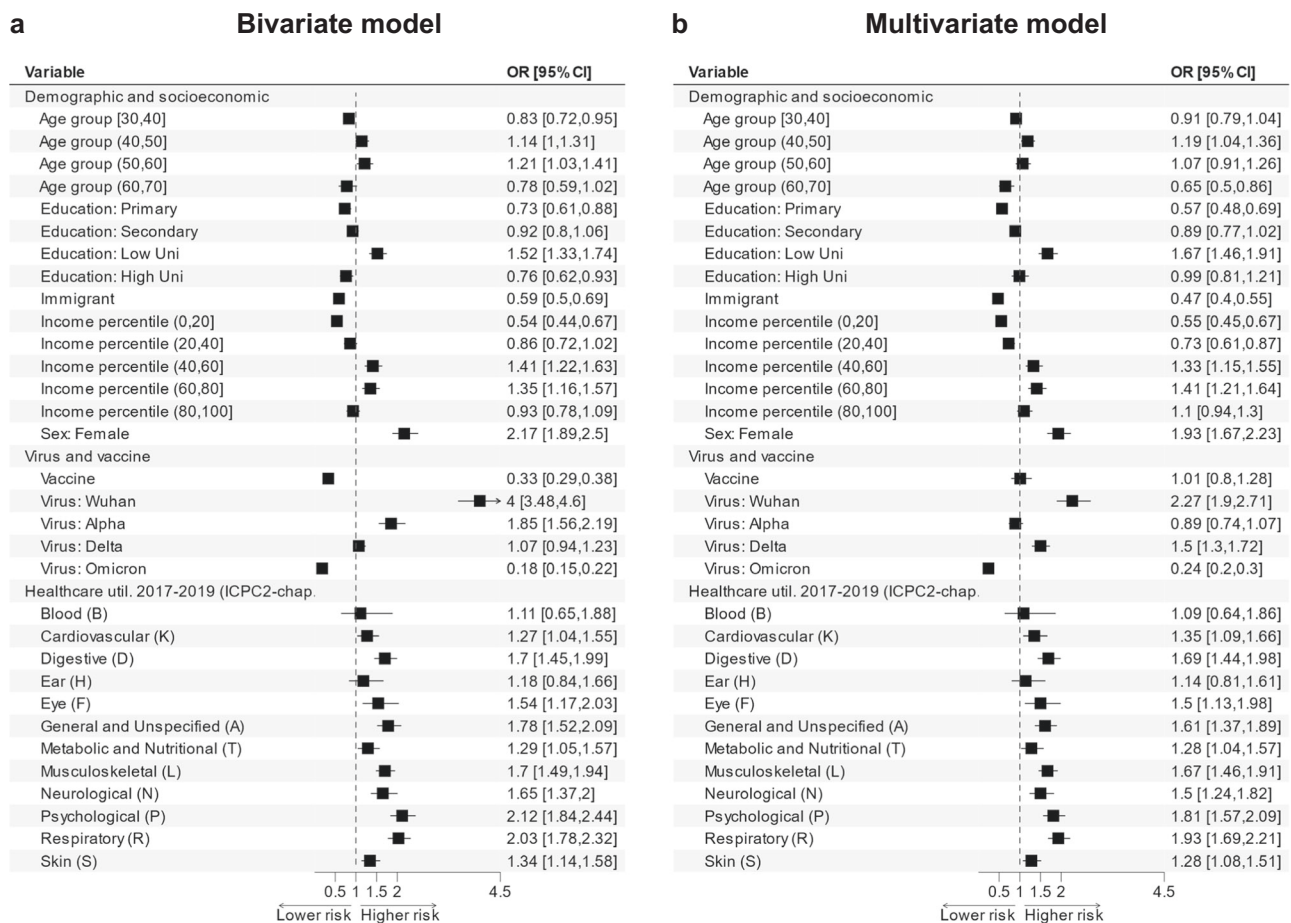 a Bivariate model
Variable OR [95% CI]
Demographic and socioeconomic
Age group [30,40] 0.83 [0.72,0.95]
Age group (40,50] 1.14 [1,1.31]
Age group (50,60] 1.21 [1.03,1.41]
Age group (60,70] 0.78 [0.59,1.02]
Education: Primary 0.73 [0.61,0.88]
Education: Secondary 0.92 [0.8,1.06]
Education: Low Uni 1.52 [1.33,1.74]
Education: High Uni 0.76 [0.62,0.93]
Immigrant 0.59 [0.5,0.69]
Income percentile (0,20] 0.54 [0.44,0.67]
Income percentile (20,40] 0.86 [0.72,1.02]
Income percentile (40,60] 1.41 [1.22,1.63]
Income percentile (60,80] 1.35 [1.16,1.57]
Income percentile (80,100] 0.93 [0.78,1.09]
Sex: Female 2.17 [1.89,2.5]
Virus and vaccine
Vaccine 0.33 [0.29,0.38]
Virus: Wuhan 4 [3.48,4.6]
Virus: Alpha 1.85 [1.56,2.19]
Virus: Delta 1.07 [0.94,1.23]
Virus: Omicron 0.18 [0.15,0.22]
Healthcare util. 2017-2019 (ICPC2-chap.
Blood (B) 1.11 [0.65,1.88]
Cardiovascular (K) 1.27 [1.04,1.55]
Digestive (D) 1.7 [1.45,1.99]
Ear (H) 1.18 [0.84,1.66]
Eye (F) 1.54 [1.17,2.03]
General and Unspecified (A) 1.78 [1.52,2.09]
Metabolic and Nutritional (T) 1.29 [1.05,1.57]
Musculoskeletal (L) 1.7 [1.49,1.94]
Neurological (N) 1.65 [1.37,2]
Psychological (P) 2.12 [1.84,2.44]
Respiratory (R) 2.03 [1.78,2.32]
Skin (S) 1.34 [1.14,1.58]
0.5 1 1.5 2 4.5
Lower risk Higher risk
b Multivariate model
Variable OR [95% CI]
Demographic and socioeconomic
Age group [30,40] 0.91 [0.79,1.04]
Age group (40,50] 1.19 [1.04,1.36]
Age group (50,60] 1.07 [0.91,1.26]
Age group (60,70] 0.65 [0.5,0.86]
Education: Primary 0.57 [0.48,0.69]
Education: Secondary 0.89 [0.77,1.02]
Education: Low Uni 1.67 [1.46,1.91]
Education: High Uni 0.99 [0.81,1.21]
Immigrant 0.47 [0.4,0.55]
Income percentile (0,20] 0.55 [0.45,0.67]
Income percentile (20,40] 0.73 [0.61,0.87]
Income percentile (40,60] 1.33 [1.15,1.55]
Income percentile (60,80] 1.41 [1.21,1.64]
Income percentile (80,100] 1.1 [0.94,1.3]
Sex: Female 1.93 [1.67,2.23]
Virus and vaccine
Vaccine 1.01 [0.8,1.28]
Virus: Wuhan 2.27 [1.9,2.71]
Virus: Alpha 0.89 [0.74,1.07]
Virus: Delta 1.5 [1.3,1.72]
Virus: Omicron 0.24 [0.2,0.3]
Healthcare util. 2017-2019 (ICPC2-chap.
Blood (B) 1.09 [0.64,1.86]
Cardiovascular (K) 1.35 [1.09,1.66]
Digestive (D) 1.69 [1.44,1.98]
Ear (H) 1.14 [0.81,1.61]
Eye (F) 1.5 [1.13,1.98]
General and Unspecified (A) 1.61 [1.37,1.89]
Metabolic and Nutritional (T) 1.28 [1.04,1.57]
Musculoskeletal (L) 1.67 [1.46,1.91]
Neurological (N) 1.5 [1.24,1.82]
Psychological (P) 1.81 [1.57,2.09]
Respiratory (R) 1.93 [1.69,2.21]
Skin (S) 1.28 [1.08,1.51]
0.5 1 1.5 2 4.5
Lower risk Higher risk